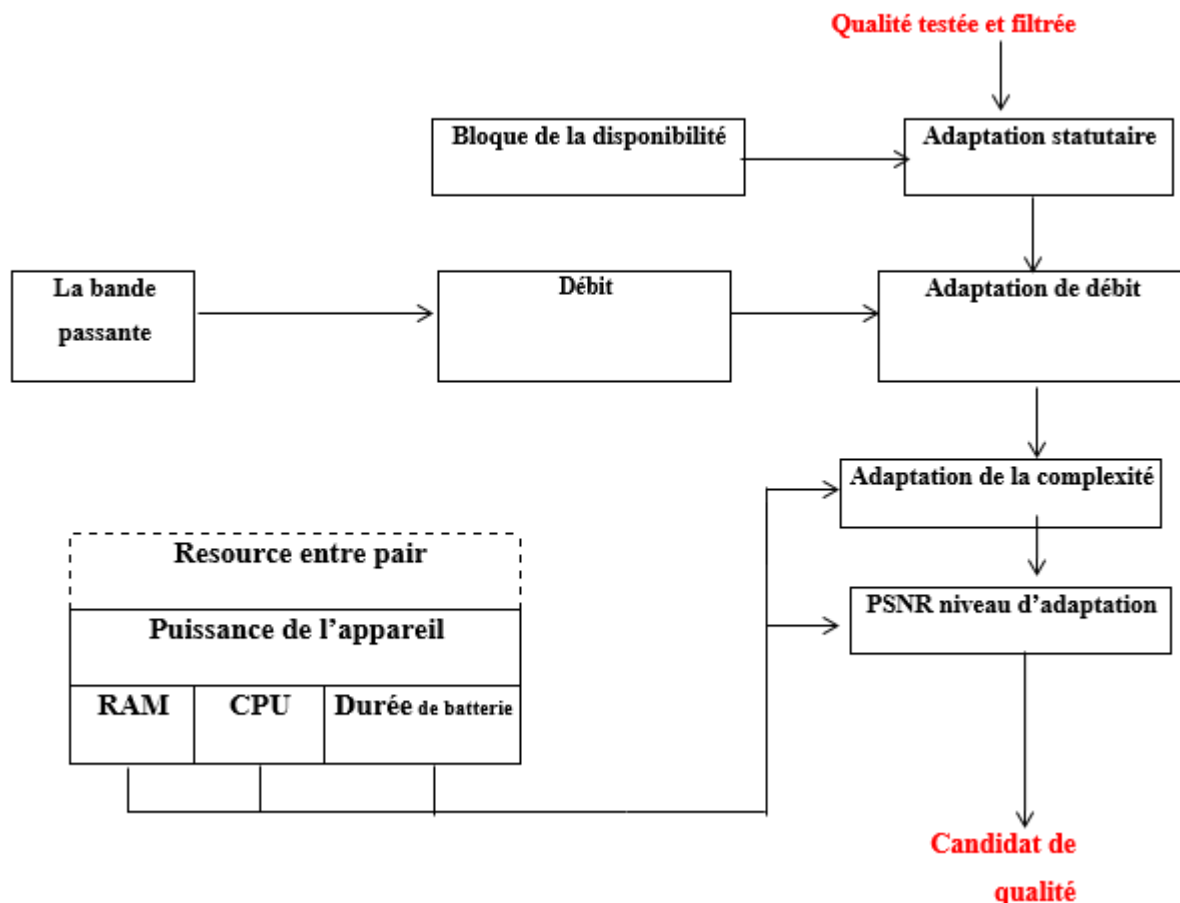 Qualité testée et filtrée
Bloque de la disponibilité
Adaptation statutaire
La bande
passante
Débit
Adaptation de débit
Adaptation de la complexité
Resource entre pair
PSNR niveau d’adaptation
Puissance de l’appareil
RAM
CPU
Durée de batterie
Candidat de
qualité